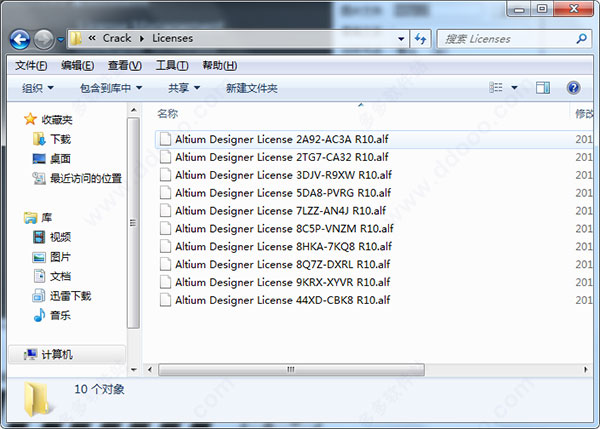 « Crack ▸ Licenses
搜索 Licenses
文件(F) 编辑(E) 查看(V) 工具(T) 帮助(H)
组织 包含到库中 共享 新建文件夹
名称 修改
收藏夹
下载
桌面
最近访问的位置
库
视频
图片
文档
迅雷下载
音乐
计算机
Altium Designer License 2A92-AC3A R10.alf 201
Altium Designer License 2TG7-CA32 R10.alf 201
Altium Designer License 3DJV-R9XW R10.alf 201
Altium Designer License 5DA8-PVRG R10.alf 201
Altium Designer License 7LZZ-AN4J R10.alf 201
Altium Designer License 8C5P-VNZM R10.alf 201
Altium Designer License 8HKA-7KQ8 R10.alf 201
Altium Designer License 8Q7Z-DXRL R10.alf 201
Altium Designer License 9KRX-XYVR R10.alf 201
Altium Designer License 44XD-CBK8 R10.alf 201
10 个对象